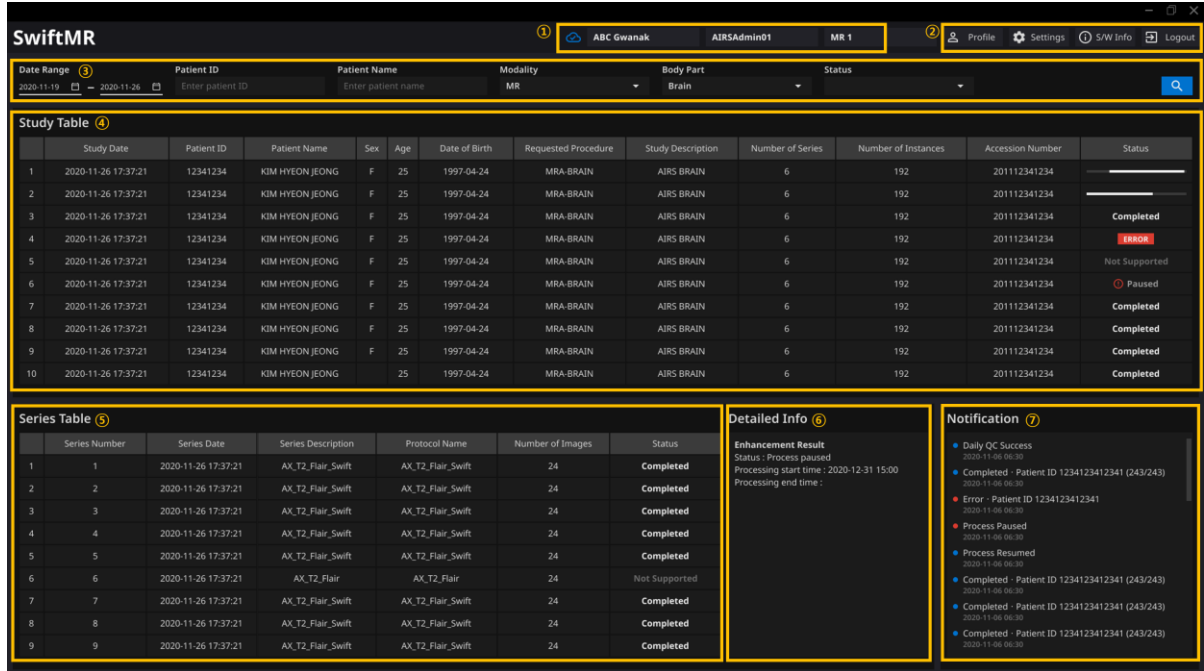 SwiftMR
① ABC Gwanak AIRSAdmin01 MR 1
② Profile Settings S/W Info Logout
Date Range ③ Patient ID Patient Name Modality Body Part Status
2020-11-19 – 2020-11-26 Enter patient ID Enter patient name MR Brain
Study Table ④
Study Date Patient ID Patient Name Sex Age Date of Birth Requested Procedure Study Description Number of Series Number of Instances Accession Number Status
1 2020-11-26 17:37:21 12341234 KIM HYEON JEONG F 25 1997-04-24 MRA-BRAIN AIRS BRAIN 6 192 201112341234
2 2020-11-26 17:37:21 12341234 KIM HYEON JEONG F 25 1997-04-24 MRA-BRAIN AIRS BRAIN 6 192 201112341234
3 2020-11-26 17:37:21 12341234 KIM HYEON JEONG F 25 1997-04-24 MRA-BRAIN AIRS BRAIN 6 192 201112341234 Completed
4 2020-11-26 17:37:21 12341234 KIM HYEON JEONG F 25 1997-04-24 MRA-BRAIN AIRS BRAIN 6 192 201112341234 ERROR
5 2020-11-26 17:37:21 12341234 KIM HYEON JEONG F 25 1997-04-24 MRA-BRAIN AIRS BRAIN 6 192 201112341234 Not Supported
6 2020-11-26 17:37:21 12341234 KIM HYEON JEONG F 25 1997-04-24 MRA-BRAIN AIRS BRAIN 6 192 201112341234 Paused
7 2020-11-26 17:37:21 12341234 KIM HYEON JEONG F 25 1997-04-24 MRA-BRAIN AIRS BRAIN 6 192 201112341234 Completed
8 2020-11-26 17:37:21 12341234 KIM HYEON JEONG F 25 1997-04-24 MRA-BRAIN AIRS BRAIN 6 192 201112341234 Completed
9 2020-11-26 17:37:21 12341234 KIM HYEON JEONG F 25 1997-04-24 MRA-BRAIN AIRS BRAIN 6 192 201112341234 Completed
10 2020-11-26 17:37:21 12341234 KIM HYEON JEONG 25 1997-04-24 MRA-BRAIN AIRS BRAIN 6 192 201112341234 Completed
Series Table ⑤
Series Number Series Date Series Description Protocol Name Number of Images Status
1 1 2020-11-26 17:37:21 AX_T2_Flair_Swift AX_T2_Flair_Swift 24 Completed
2 2 2020-11-26 17:37:21 AX_T2_Flair_Swift AX_T2_Flair_Swift 24 Completed
3 3 2020-11-26 17:37:21 AX_T2_Flair_Swift AX_T2_Flair_Swift 24 Completed
4 4 2020-11-26 17:37:21 AX_T2_Flair_Swift AX_T2_Flair_Swift 24 Completed
5 5 2020-11-26 17:37:21 AX_T2_Flair_Swift AX_T2_Flair_Swift 24 Completed
6 6 2020-11-26 17:37:21 AX_T2_Flair AX_T2_Flair 24 Not Supported
7 7 2020-11-26 17:37:21 AX_T2_Flair_Swift AX_T2_Flair_Swift 24 Completed
8 8 2020-11-26 17:37:21 AX_T2_Flair_Swift AX_T2_Flair_Swift 24 Completed
9 9 2020-11-26 17:37:21 AX_T2_Flair_Swift AX_T2_Flair_Swift 24 Completed
Detailed Info ⑥
Enhancement Result
Status : Process paused
Processing start time : 2020-12-31 15:00
Processing end time :
Notification ⑦
Daily QC Success
2020-11-06 06:30
Completed - Patient ID 1234123412341 (243/243)
2020-11-06 06:30
Error - Patient ID 1234123412341
2020-11-06 06:30
Process Paused
2020-11-06 06:30
Process Resumed
2020-11-06 06:30
Completed - Patient ID 1234123412341 (243/243)
2020-11-06 06:30
Completed - Patient ID 1234123412341 (243/243)
2020-11-06 06:30
Completed - Patient ID 1234123412341 (243/243)
2020-11-06 06:30